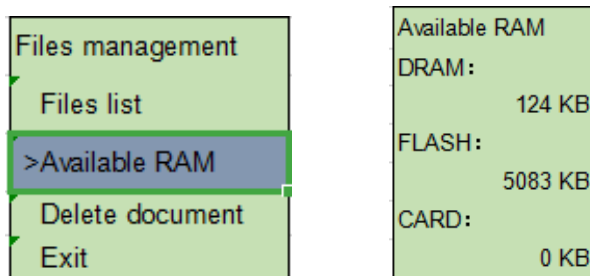 Files management
Files list
>Available RAM
Delete document
Exit
Available RAM
DRAM：
124 KB
FLASH：
5083 KB
CARD：
0 KB